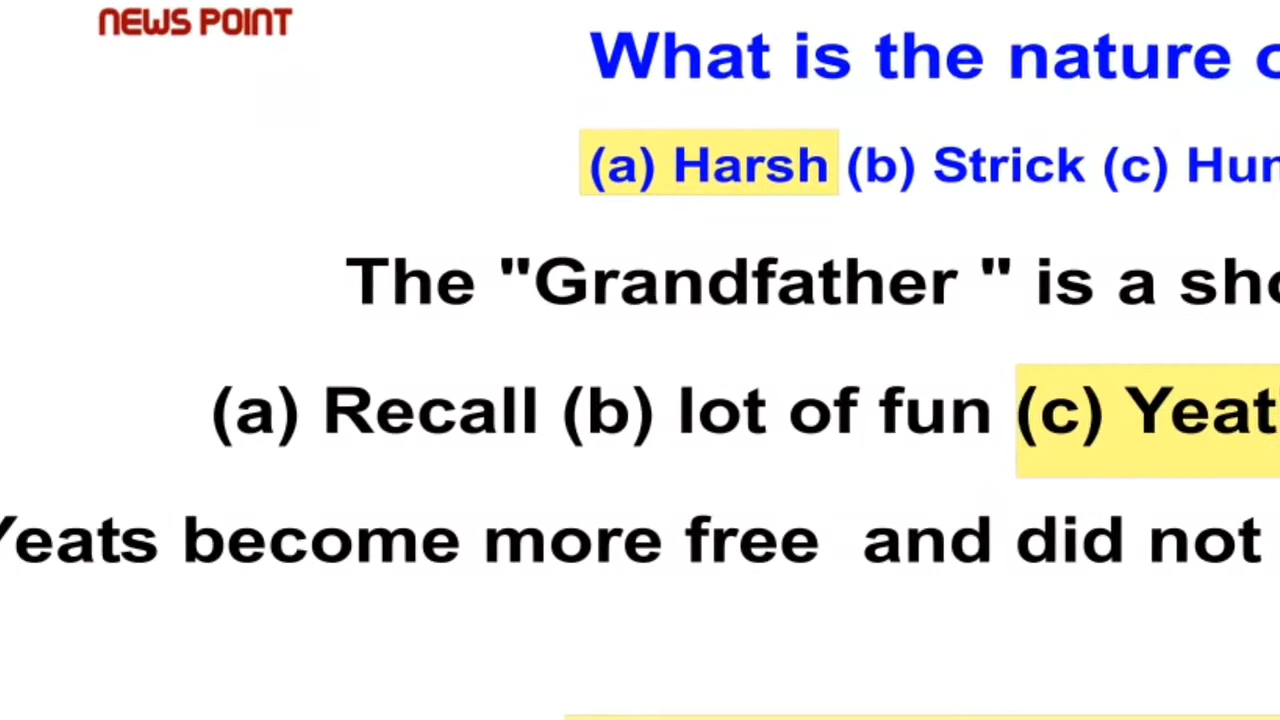 NEWS POINT
What is the nature
(a) Harsh (b) Strick (c)
The "Grandfather " is a
(a) Recall (b) lot of fun (c)
Yeats become more free and did not